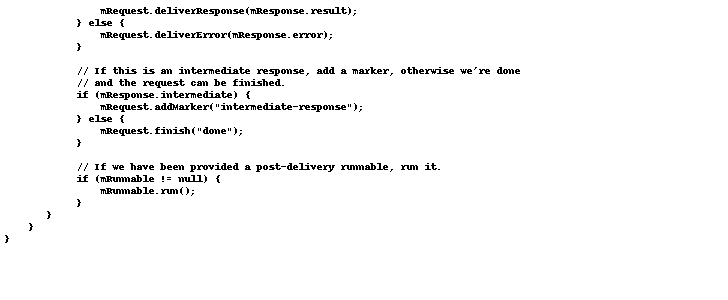 mRequest.deliverResponse(mResponse.result);
} else {
mRequest.deliverError(mResponse.error);
}
// If this is an intermediate response, add a marker, otherwise we're done
// and the request can be finished.
if (mResponse.intermediate) {
mRequest.addMarker("intermediate-response");
} else {
mRequest.finish("done");
}
// If we have been provided a post-delivery runnable, run it.
if (mRunnable != null) {
mRunnable.run();
}
}
}
}